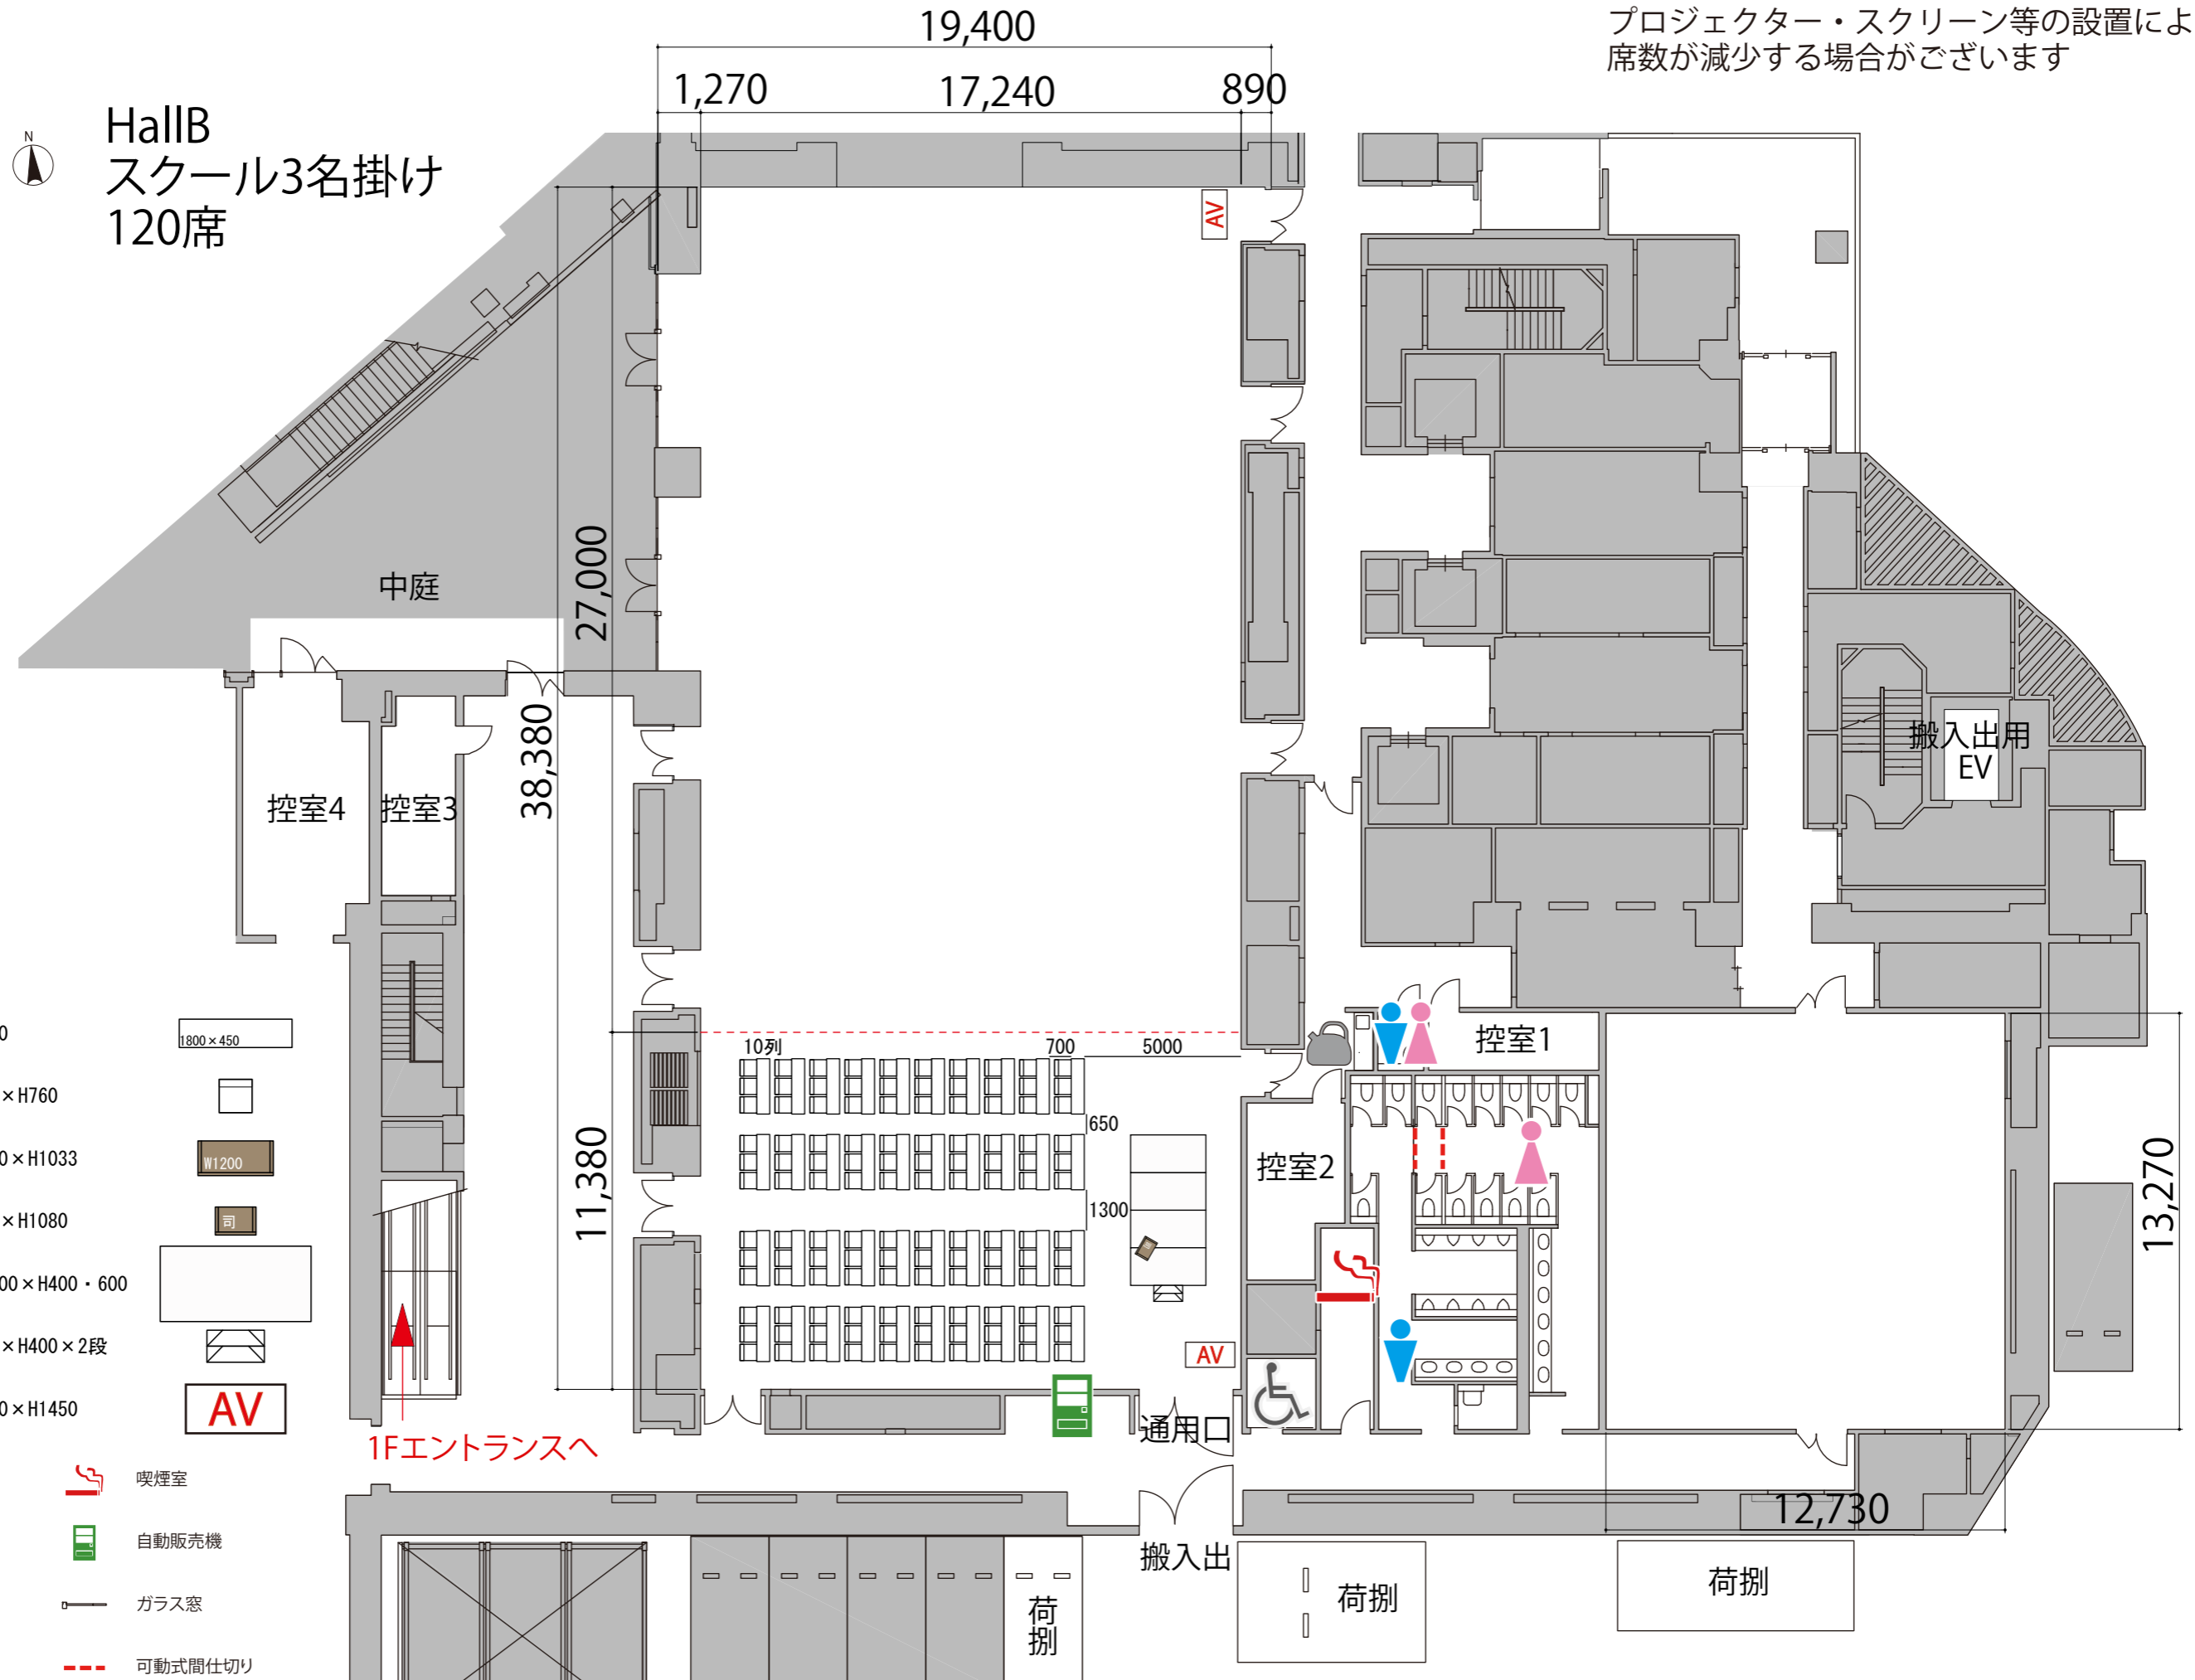 プロジェクター・スクリーン等の設置によ
席数が減少する場合がございます
19,400
1,270
17,240
890
N
HallB
スクール3名掛け
120席
AV
中庭
27,000
38,380
搬入出用
EV
控室4
控室3
0
1800×450
10列
700
5000
控室1
×H760
650
0×H1033
W1200
11,380
控室2
13,270
×H1080
司
1300
00×H400・600
×H400×2段
AV
0×H1450
AV
通用口
1Fエントランスへ
喫煙室
12,730
自動販売機
搬入出
荷捌
荷捌
荷捌
ガラス窓
可動式間仕切り